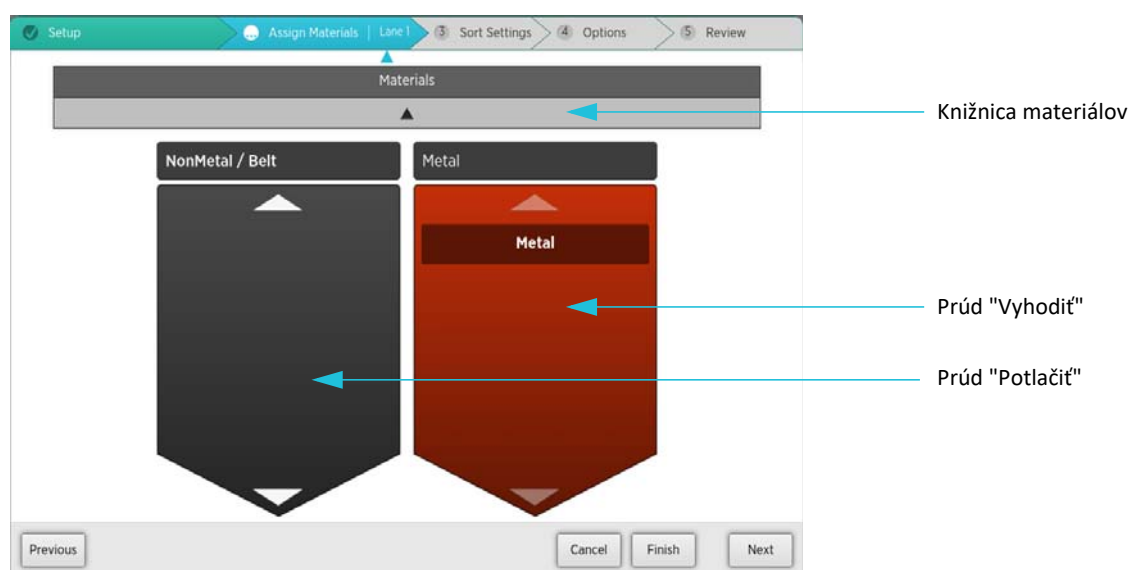 Setup
Assign Materials | Lane 1
3 Sort Settings
4 Options
5 Review
Materials
Knižnica materiálov
NonMetal / Belt
Metal
Metal
Prúd "Vyhodiť"
Prúd "Potlačiť"
Previous
Cancel
Finish
Next